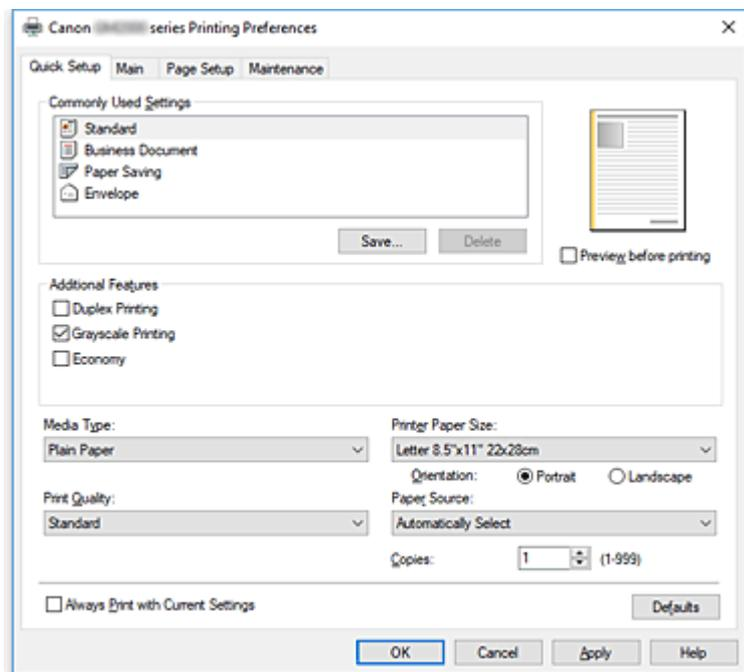 Canon series Printing Preferences
Quick Setup Main Page Setup Maintenance
Commonly Used Settings
Standard
Business Document
Paper Saving
Envelope
Save... Delete
Preview before printing
Additional Features
Duplex Printing
Grayscale Printing
Economy
Media Type: Printer Paper Size:
Plain Paper Letter 8.5"x11" 22x28cm
Orientation: Portrait Landscape
Print Quality: Paper Source:
Standard Automatically Select
Copies: 1 (1-999)
Always Print with Current Settings Defaults
OK Cancel Apply Help